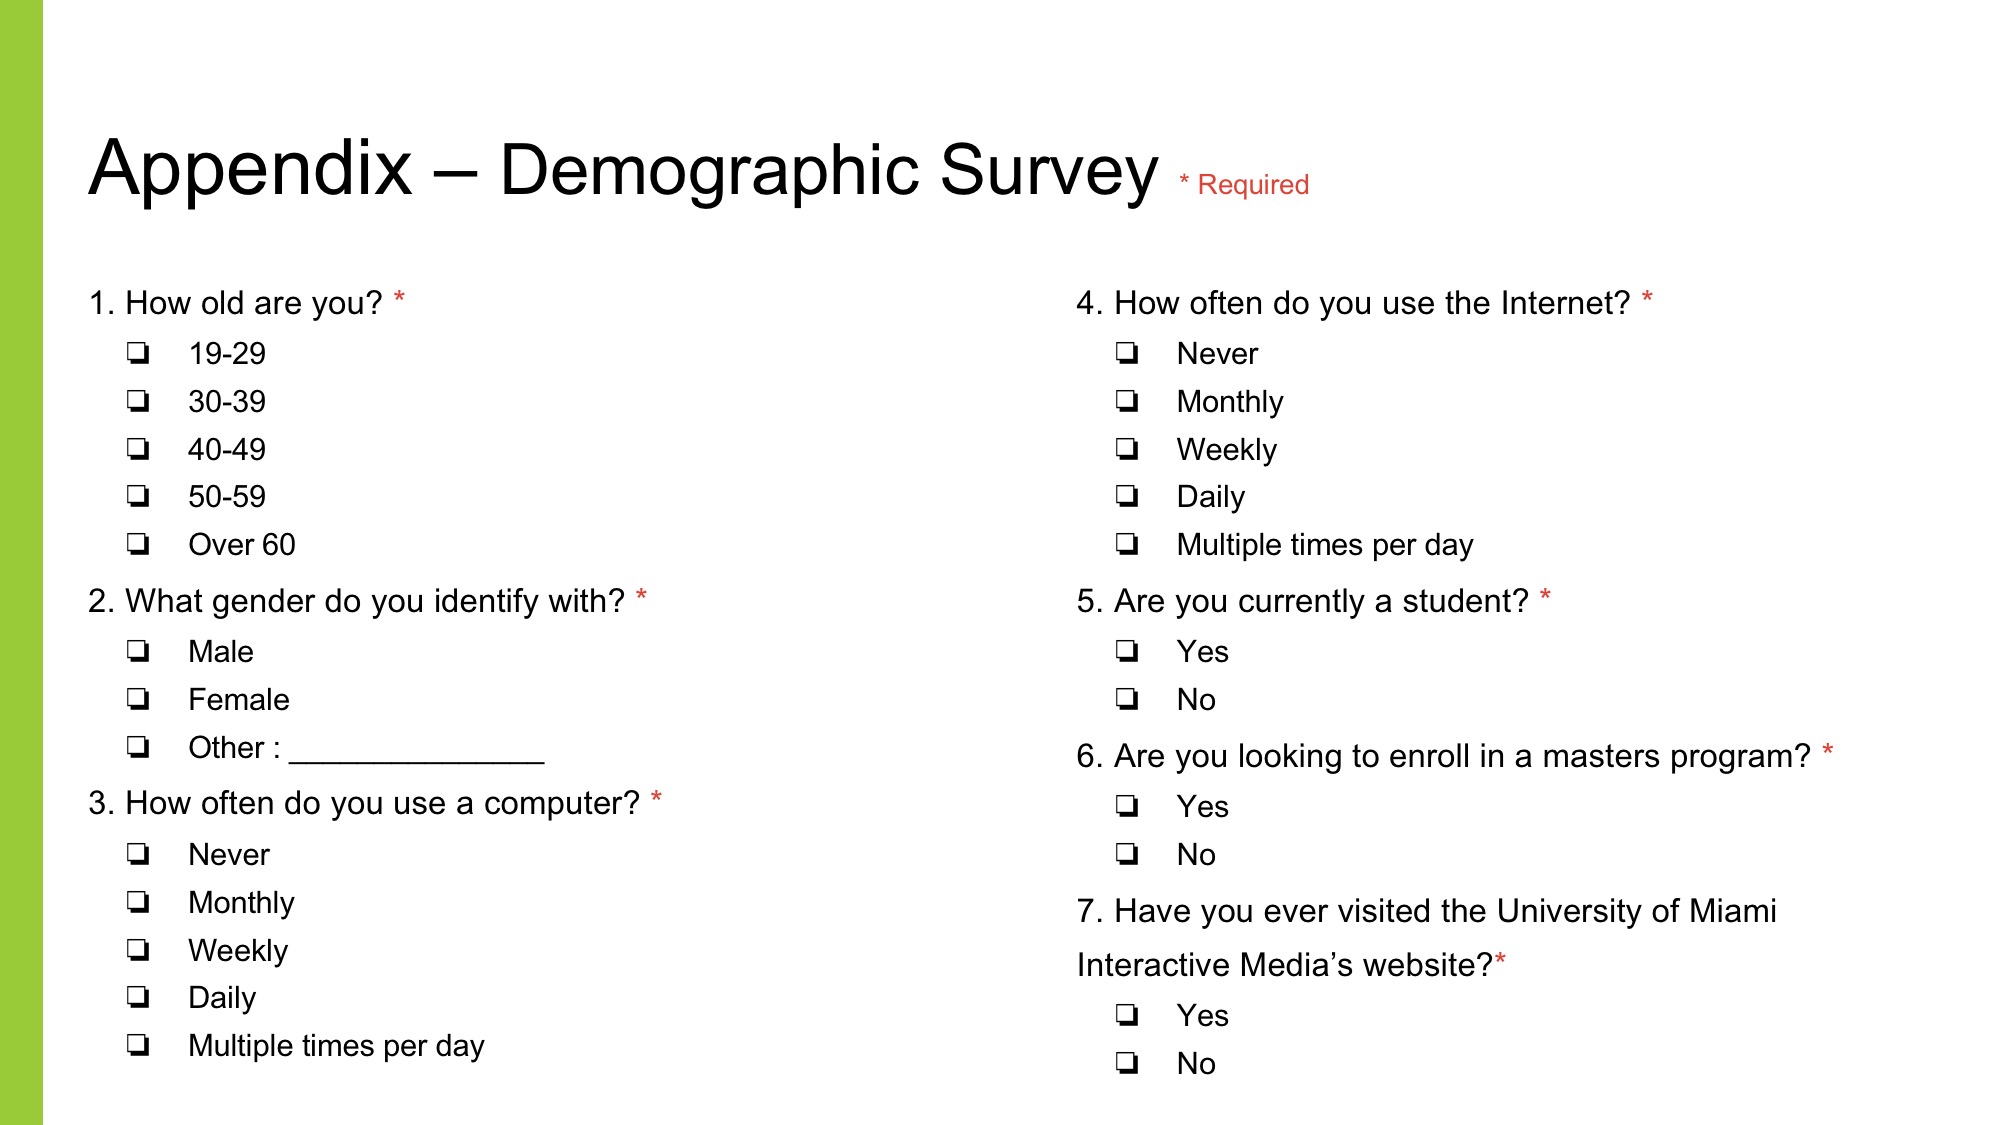 Appendix – Demographic Survey * Required
1. How old are you? *
❏ 19-29
❏ 30-39
❏ 40-49
❏ 50-59
❏ Over 60
2. What gender do you identify with? *
❏ Male
❏ Female
❏ Other : _______________
3. How often do you use a computer? *
❏ Never
❏ Monthly
❏ Weekly
❏ Daily
❏ Multiple times per day
4. How often do you use the Internet? *
❏ Never
❏ Monthly
❏ Weekly
❏ Daily
❏ Multiple times per day
5. Are you currently a student? *
❏ Yes
❏ No
6. Are you looking to enroll in a masters program? *
❏ Yes
❏ No
7. Have you ever visited the University of Miami
Interactive Media’s website?*
❏ Yes
❏ No